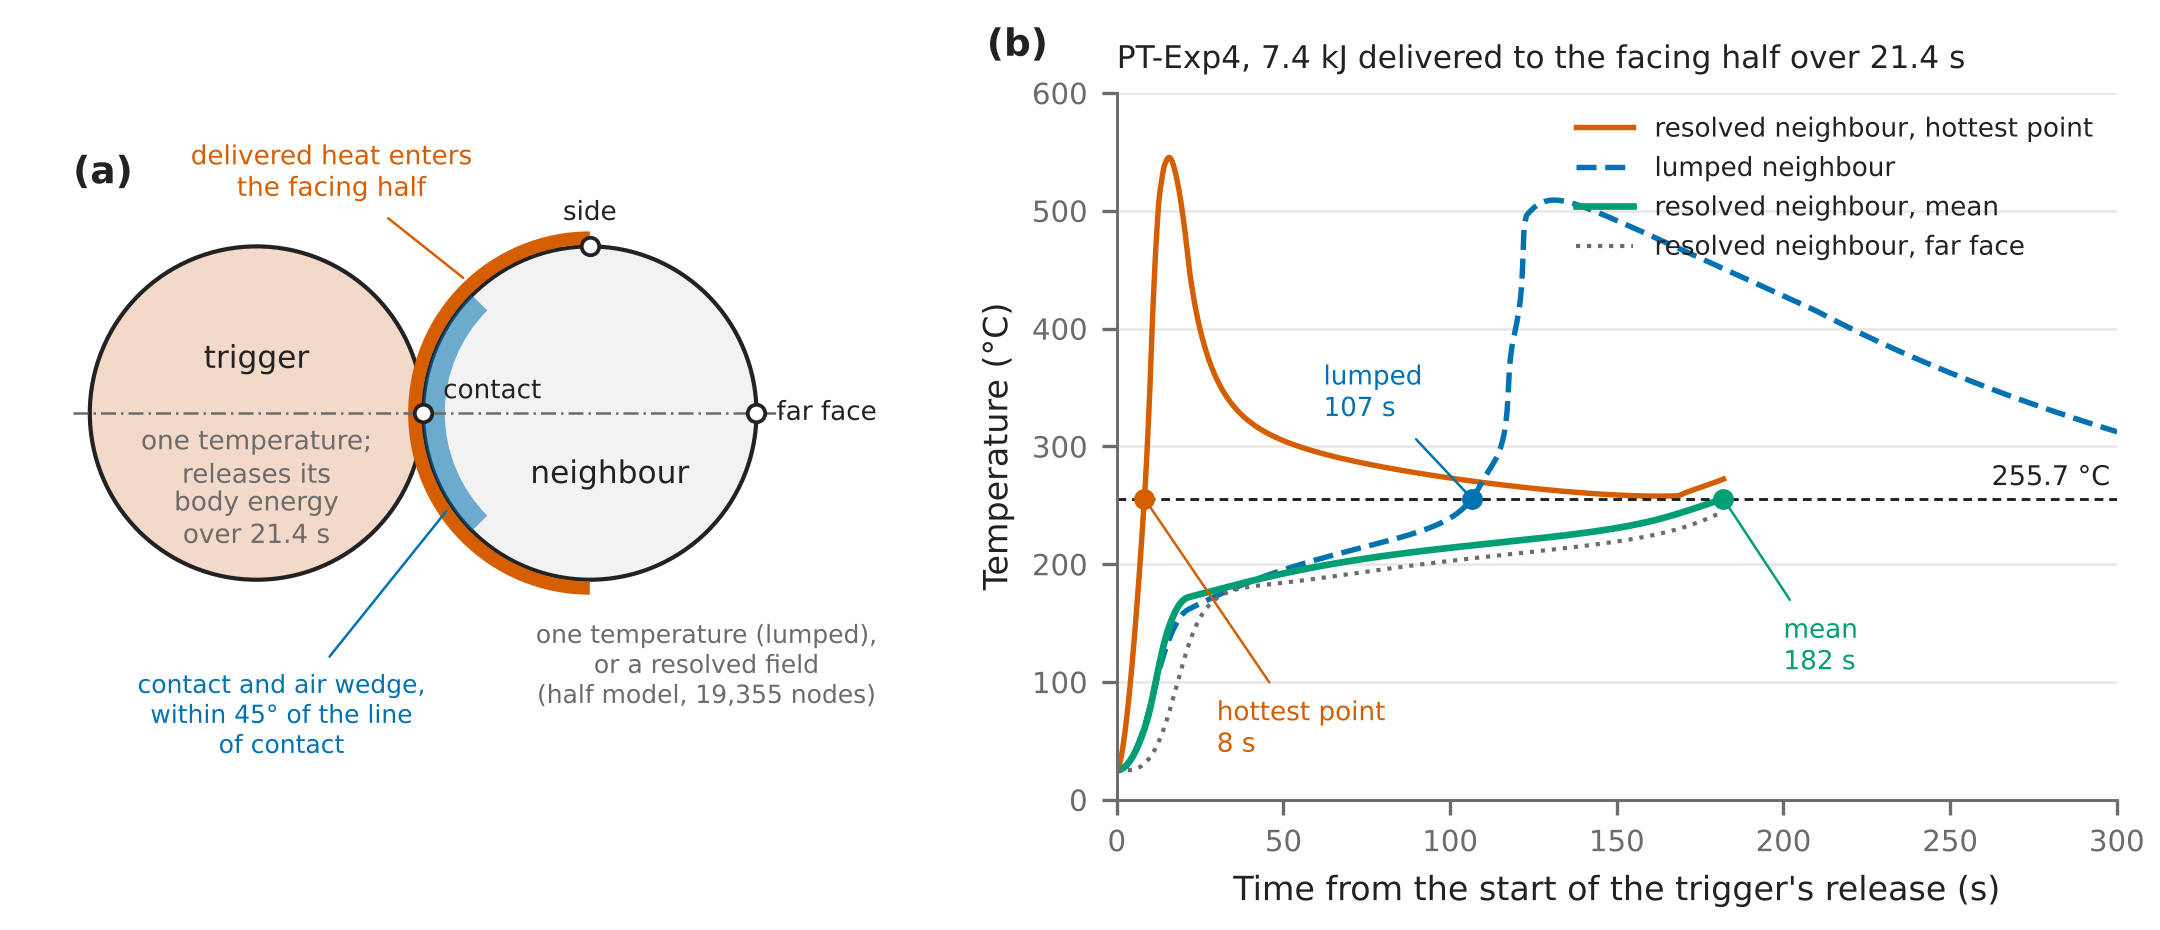 (a)
delivered heat enters
the facing half
side
trigger
contact
far face
one temperature;
releases its
body energy
over 21.4 s
neighbour
one temperature (lumped),
or a resolved field
(half model, 19,355 nodes)
contact and air wedge,
within 45° of the line
of contact
(b)
PT-Exp4, 7.4 kJ delivered to the facing half over 21.4 s
resolved neighbour, hottest point
lumped neighbour
resolved neighbour, mean
resolved neighbour, far face
Temperature (°C)
600
500
400
300
200
100
0
lumped
107 s
255.7 °C
mean
182 s
hottest point
8 s
0 50 100 150 200 250 300
Time from the start of the trigger's release (s)